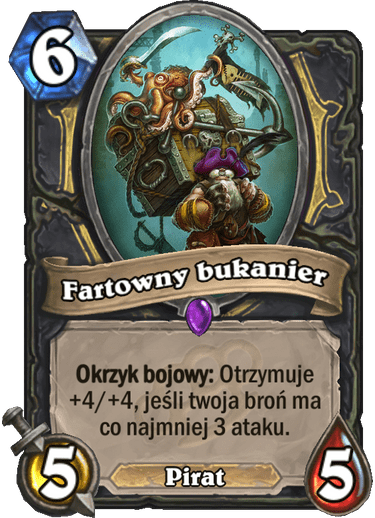 6
Fartowny bukanier
Okrzyk bojowy: Otrzymuje
+4/+4, jeśli twoja broń ma
co najmniej 3 ataku.
5
Pirat
5